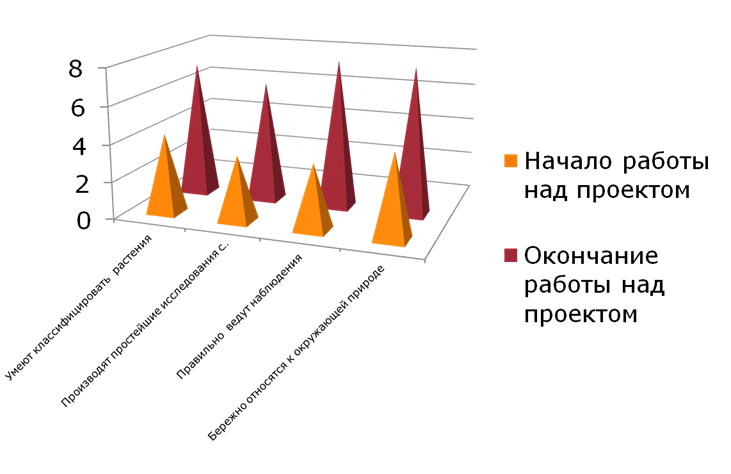 8
6
4
2
0
Умеют классифицировать растения
Производят простейшие исследования с.
Правильно ведут наблюдения
Бережно относятся к окружающей природе
Начало работы
над проектом
Окончание
работы над
проектом